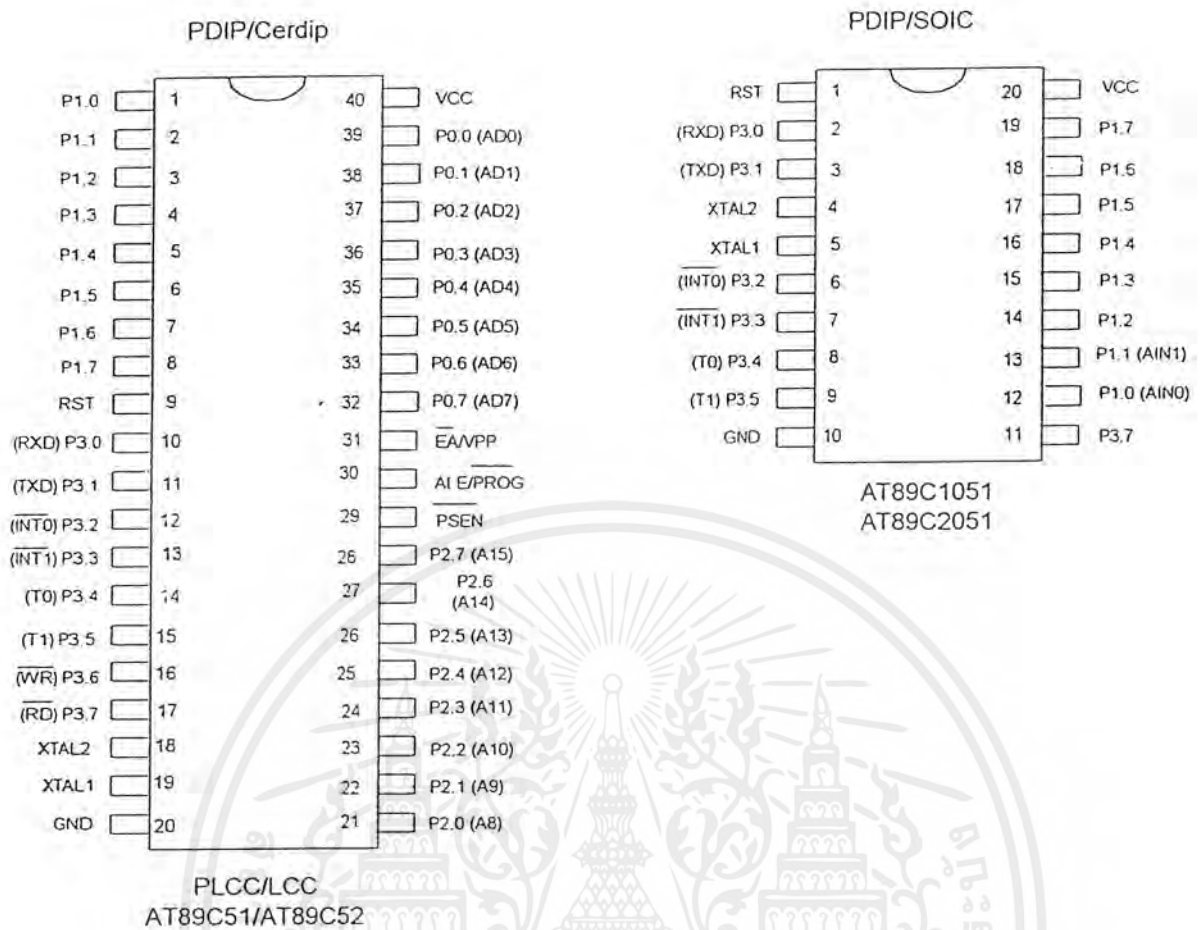 PDIP/Cerdip
P1.0 1 40 VCC
P1.1 2 39 P0.0 (AD0)
P1,2 3 38 P0.1 (AD1)
P1,3 4 37 P0.2 (AD2)
P1.4 5 36 P0.3 (AD3)
P1,5 6 35 P0.4 (AD4)
P1.6 7 34 P0.5 (AD5)
P1.7 8 33 P0.6 (AD6)
RST 9 32 P0.7 (AD7)
(RXD) P3.0 10 31 E̅A̅/VPP
(TXD) P3.1 11 30 ALE/P̅R̅O̅G̅
(I̅N̅T̅0̅) P3.2 12 29 P̅S̅E̅N̅
(I̅N̅T̅1̅) P3.3 13 26 P2.7 (A15)
(T0) P3.4 14 27 P2.6
(A14)
(T1) P3.5 15 26 P2.5 (A13)
(W̅R̅) P3.6 16 25 P2.4 (A12)
(R̅D̅) P3.7 17 24 P2.3 (A11)
XTAL2 18 23 P2.2 (A10)
XTAL1 19 22 P2.1 (A9)
GND 20 21 P2.0 (A8)
PLCC/LCC
AT89C51/AT89C52
PDIP/SOIC
RST 1 20 VCC
(RXD) P3.0 2 19 P1.7
(TXD) P3.1 3 18 P1.6
XTAL2 4 17 P1.5
XTAL1 5 16 P1.4
(I̅N̅T̅0̅) P3.2 6 15 P1.3
(I̅N̅T̅1̅) P3.3 7 14 P1.2
(T0) P3.4 8 13 P1.1 (AIN1)
(T1) P3.5 9 12 P1.0 (AIN0)
GND 10 11 P3.7
AT89C1051
AT89C2051